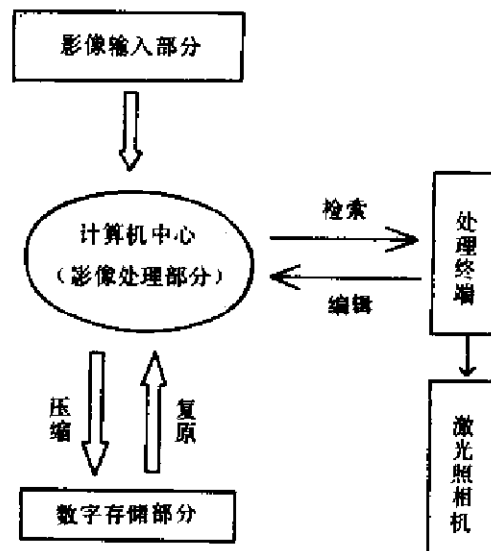 影像输入部分
计算机中心
（影像处理部分）
检索
编辑
处理终端
压缩
复原
激光照相机
数字存储部分